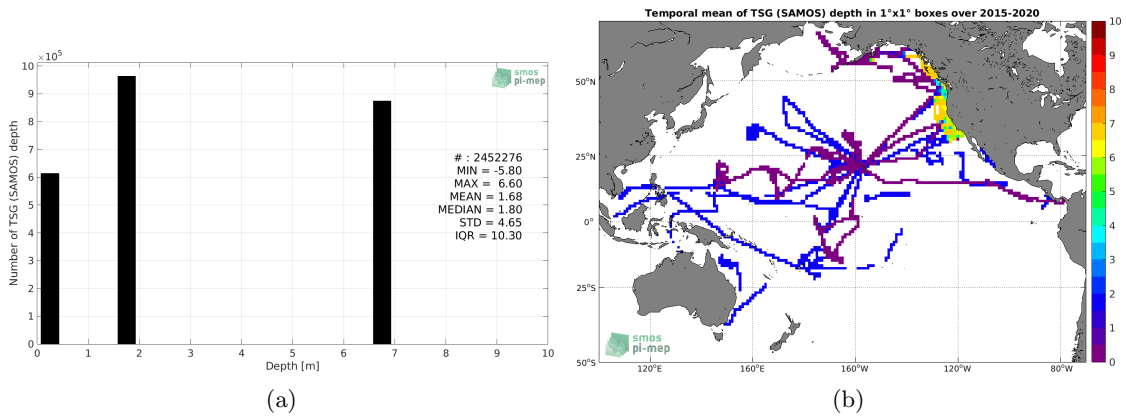 ×10⁵
10
9
8
7
6
5
4
3
2
1
0
Number of TSG (SAMOS) depth
0 1 2 3 4 5 6 7 8 9 10
Depth [m]
smos
pi-mep
# : 2452276
MIN = -5.80
MAX = 6.60
MEAN = 1.68
MEDIAN = 1.80
STD = 4.65
IQR = 10.30
(a)
Temporal mean of TSG (SAMOS) depth in 1°x1° boxes over 2015-2020
50°N
25°N
0°
25°S
50°S
120°E 160°E 160°W 120°W 80°W
smos
pi-mep
10
9
8
7
6
5
4
3
2
1
0
(b)